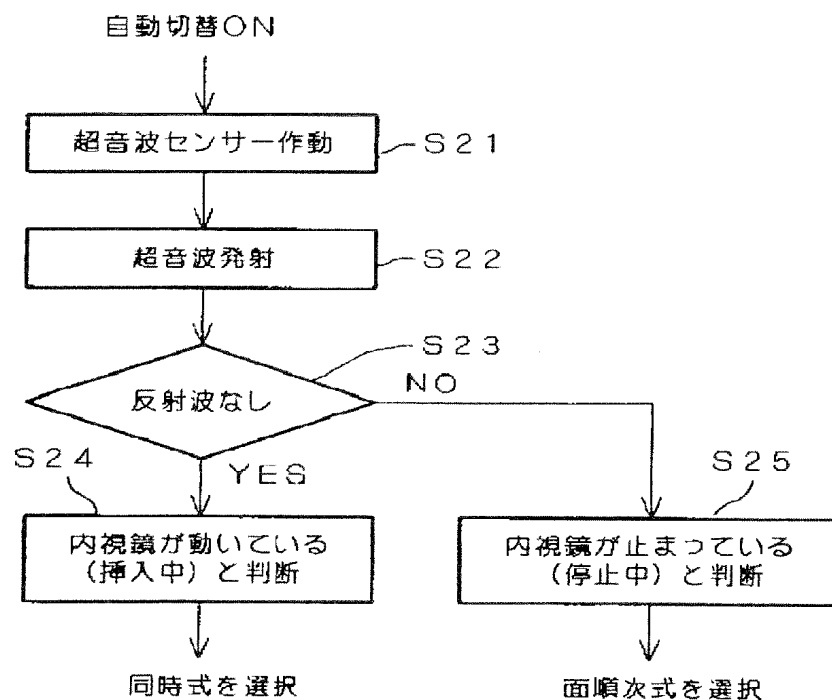 自動切替ON
超音波センサー作動
S21
超音波発射
S22
S23
反射波なし
NO
S24
YES
S25
内視鏡が動いている
(挿入中)と判断
内視鏡が止まっている
(停止中)と判断
同時式を選択
面順次式を選択